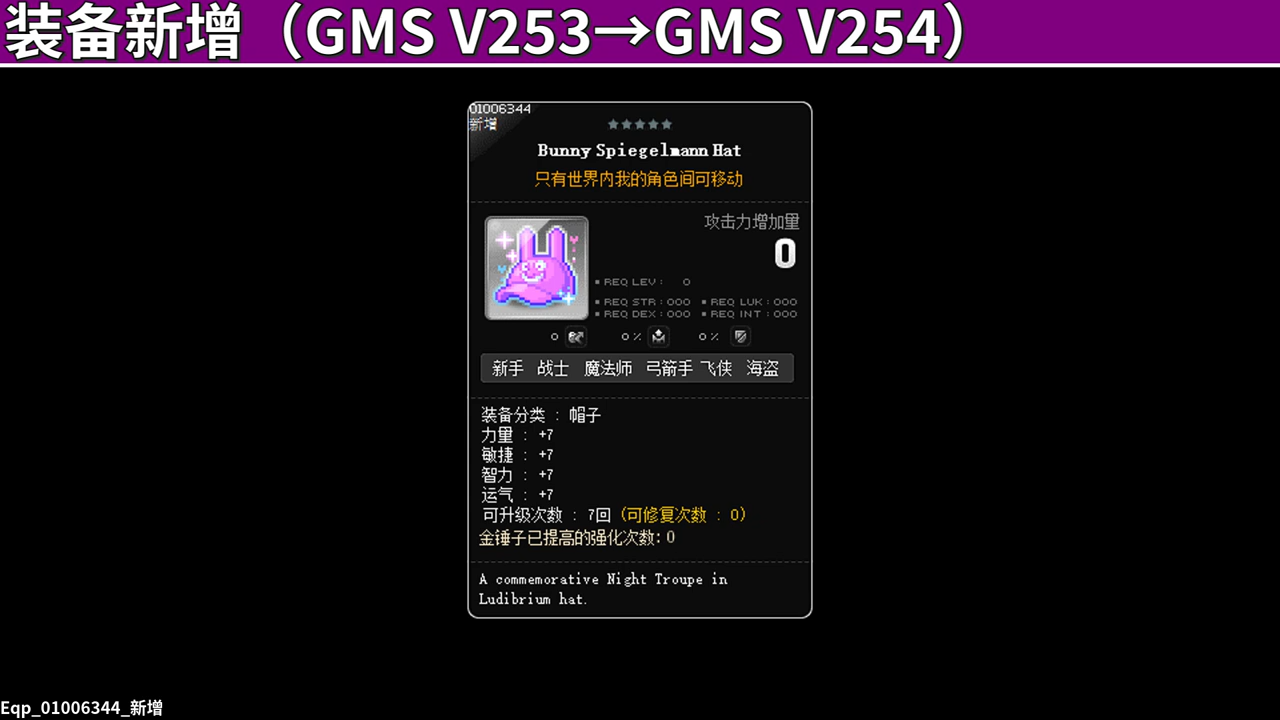 装备新增（GMS V253→GMS V254）
01006344
新增
Bunny Spiegelmann Hat
只有世界内我的角色间可移动
攻击力增加量
0
REQ LEV : 0
REQ STR : 000 REQ LUK : 000
REQ DEX : 000 REQ INT : 000
0 0 % 0 %
新手 战士 魔法师 弓箭手 飞侠 海盗
装备分类 : 帽子
力量 : +7
敏捷 : +7
智力 : +7
运气 : +7
可升级次数 : 7回 (可修复次数 : 0)
金锤子已提高的强化次数: 0
A commemorative Night Troupe in
Ludibrium hat.
Eqp_01006344_新增